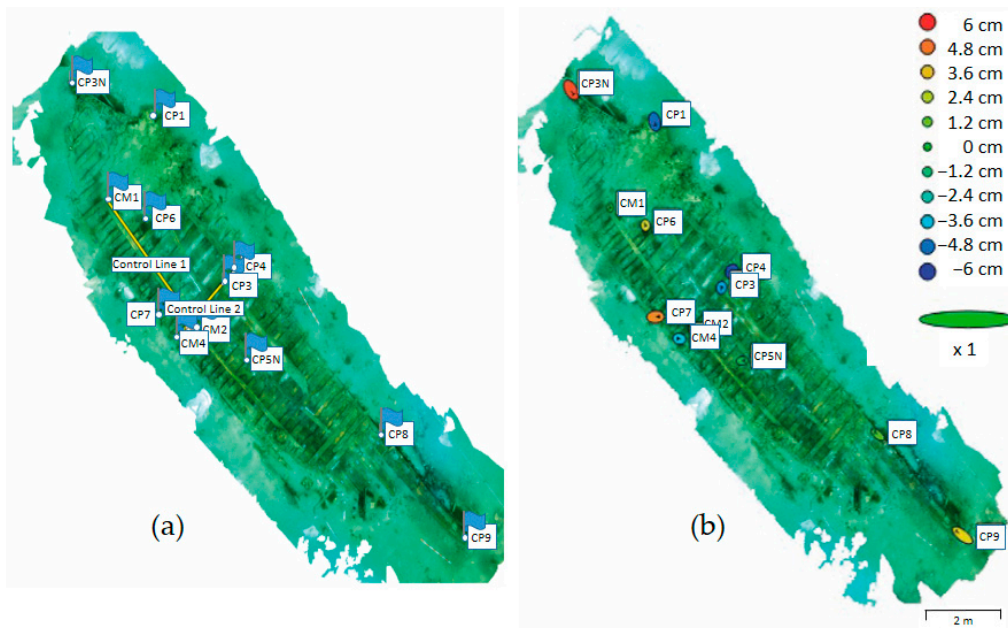 CP3N
CP1
CM1
CP6
Control Line 1
CP4
CP3
CP7
Control Line 2
CM2
CM4
CP5N
CP8
CP9
(a)
CP3N
CP1
CM1
CP6
CP4
CP3
CP7
CM2
CM4
CP5N
CP8
CP9
(b)
6 cm
4.8 cm
3.6 cm
2.4 cm
1.2 cm
0 cm
−1.2 cm
−2.4 cm
−3.6 cm
−4.8 cm
−6 cm
x 1
2 m